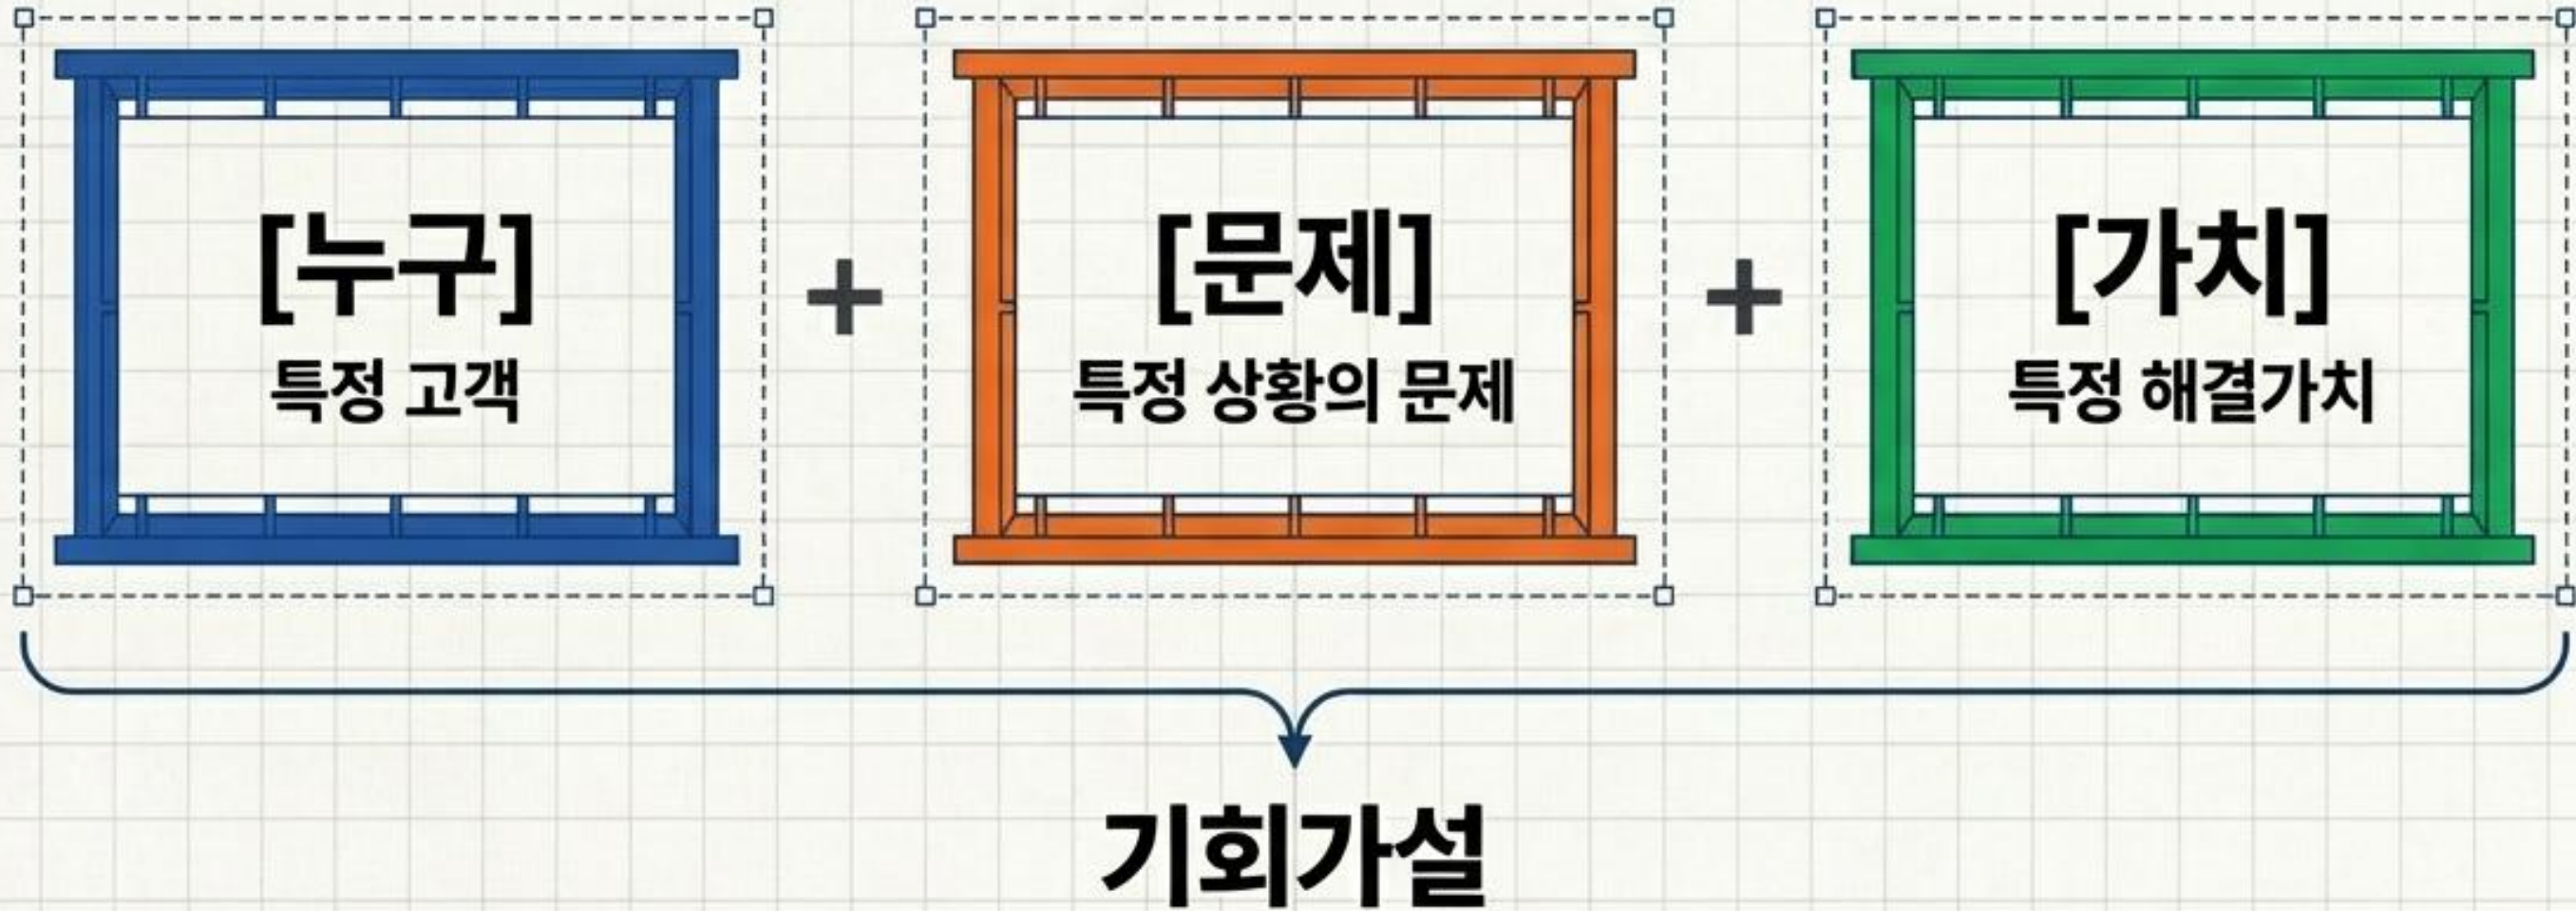 [누구]
특정 고객
+
[문제]
특정 상황의 문제
+
[가치]
특정 해결가치
기회가설